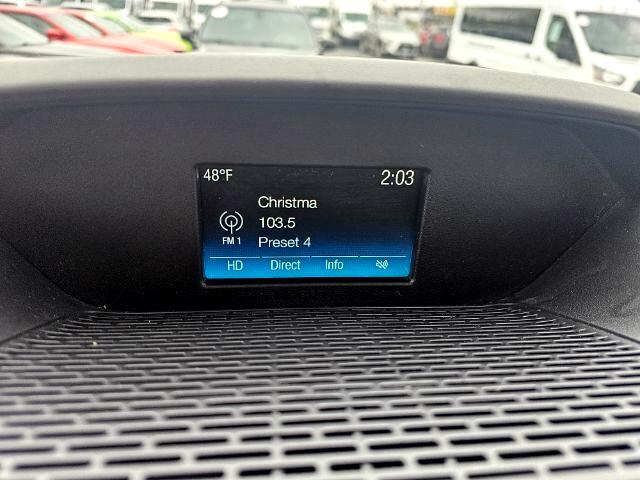 48°F 2:03
Christma
103.5
FM 1 Preset 4
HD Direct Info